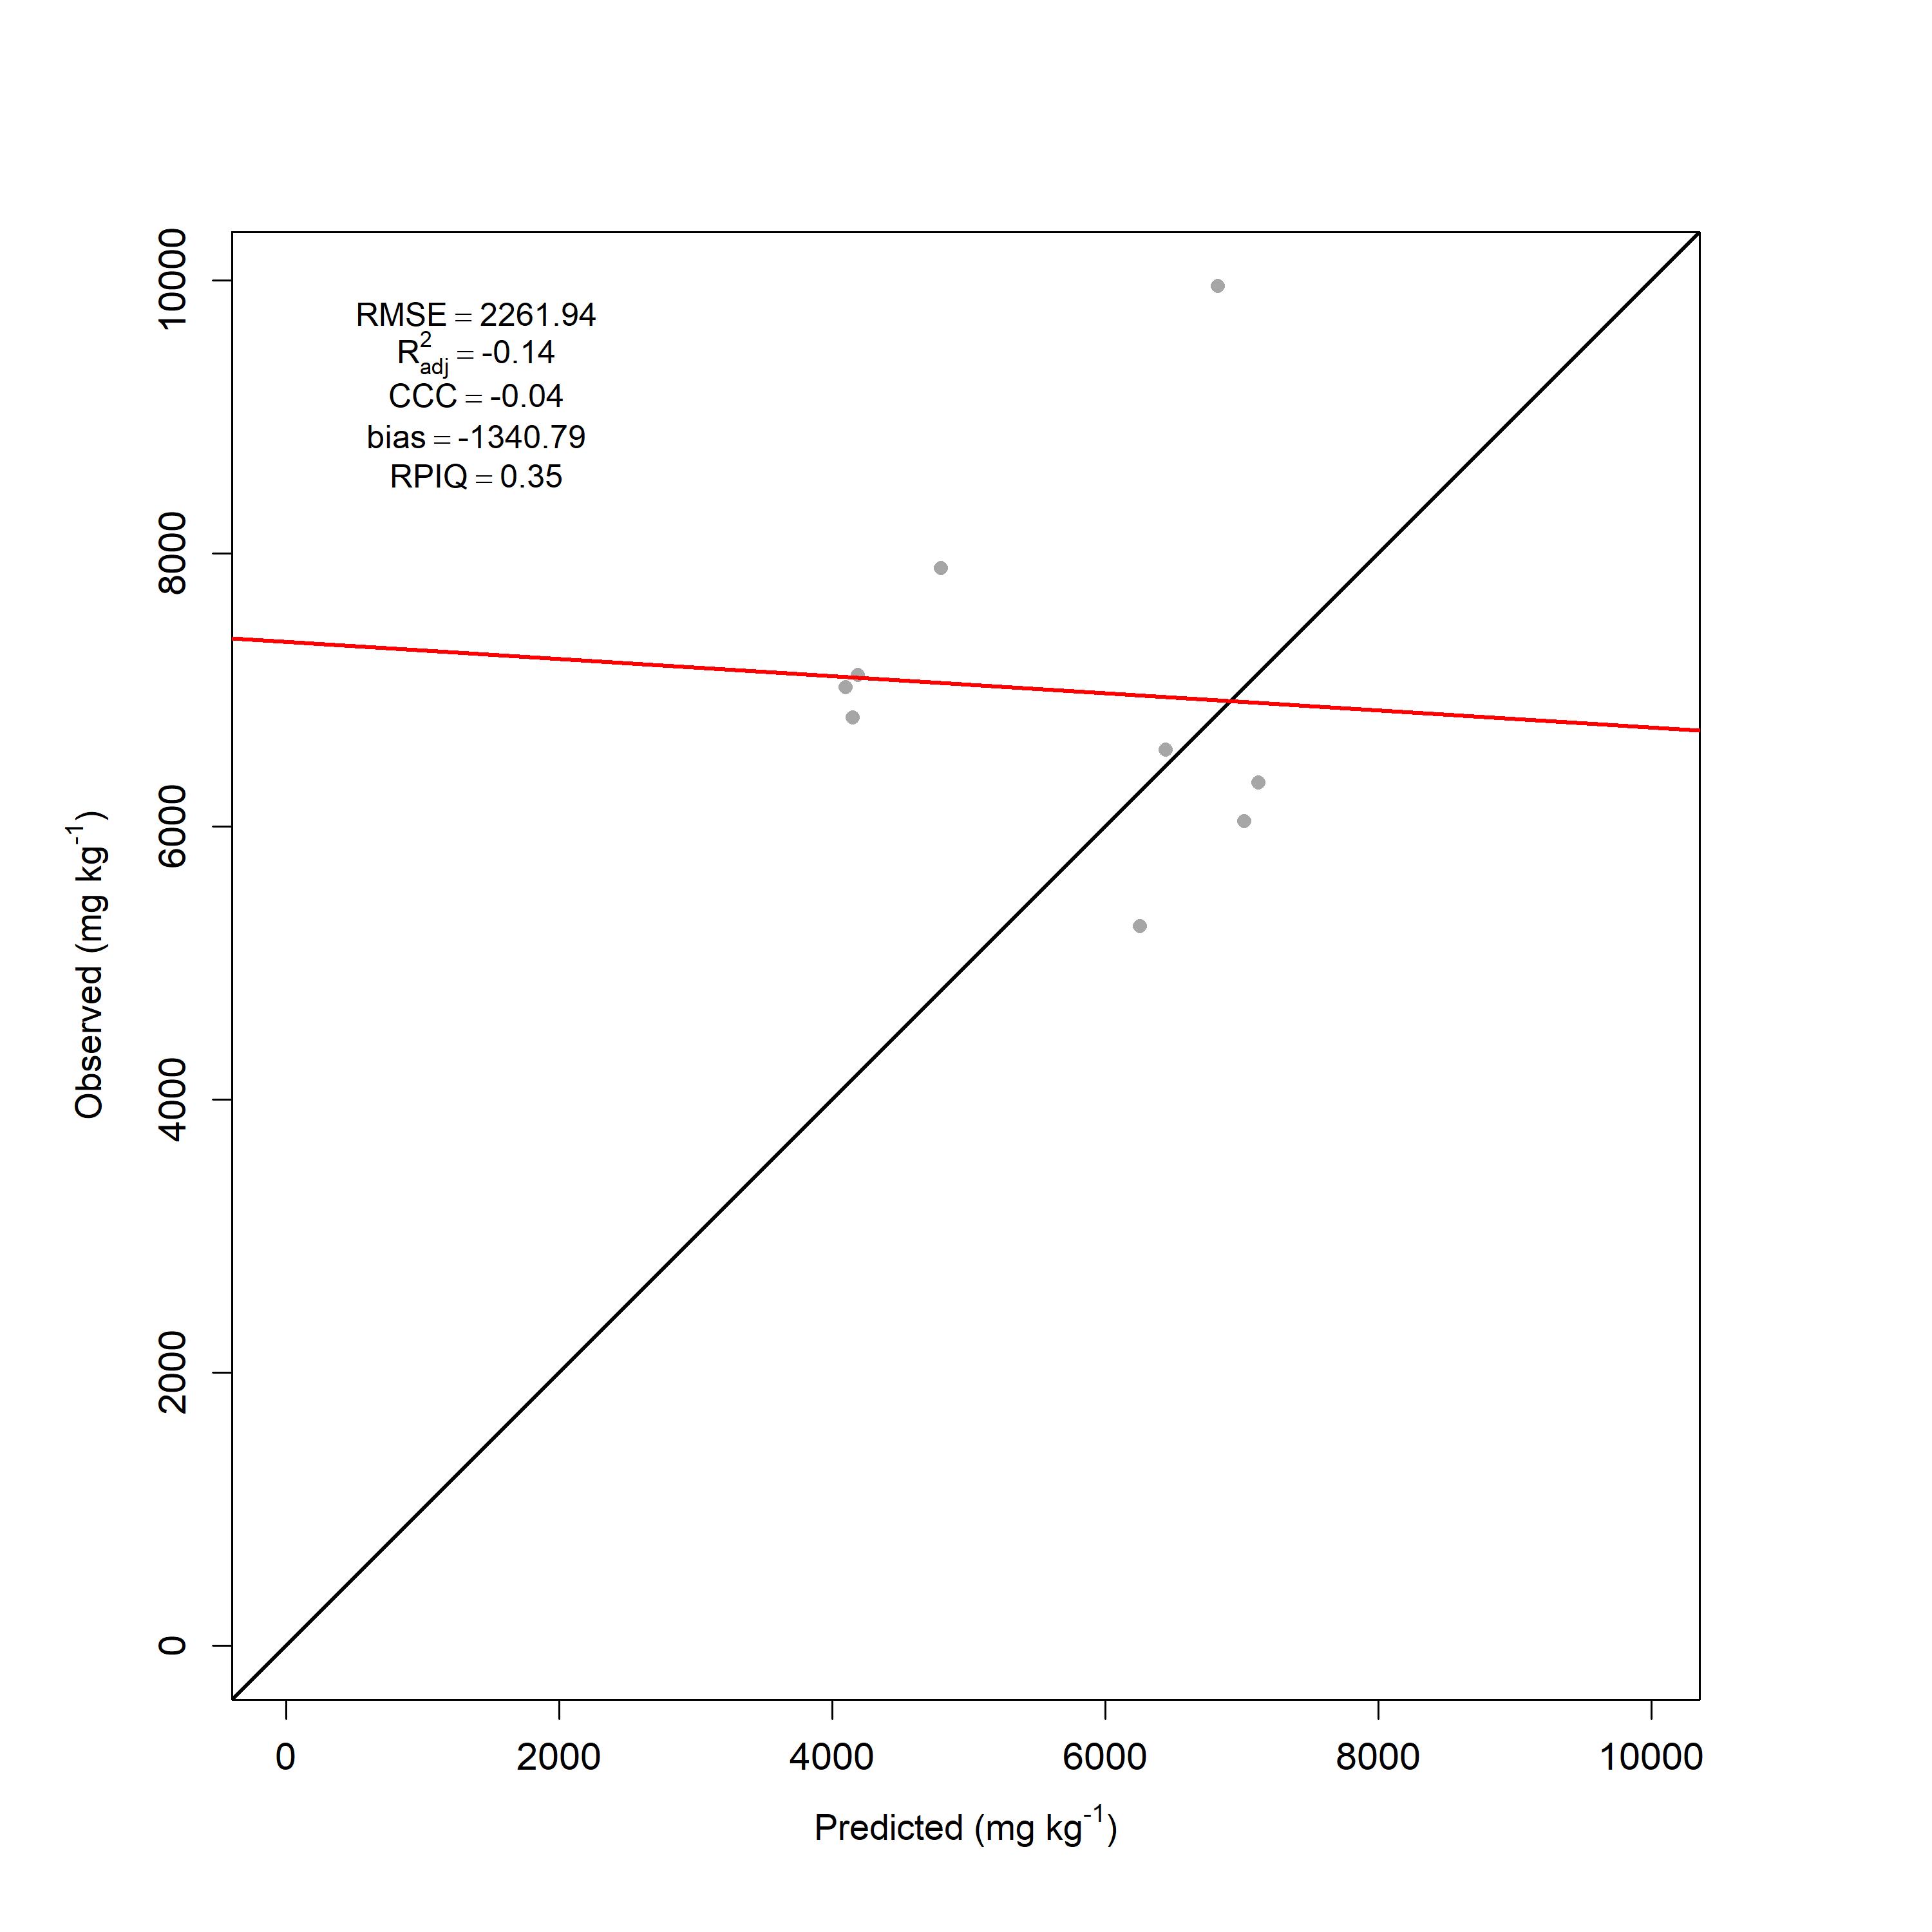 RMSE = 2261.94
R²adj = -0.14
CCC = -0.04
bias = -1340.79
RPIQ = 0.35
10000
8000
6000
4000
2000
0
Observed (mg kg⁻¹)
0 2000 4000 6000 8000 10000
Predicted (mg kg⁻¹)